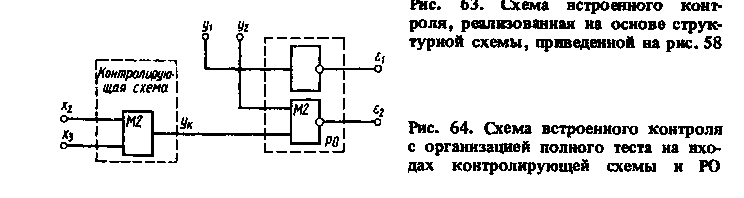 Рис. 63. Схема встроенного конт-
роля, реализованная на основе струк-
турной схемы, приведенной на рис. 58
y1
y2
ε1
Контролирую-
щая схема
x2
M2
M2
ε2
yк
x3
РО
Рис. 64. Схема встроенного контроля
с организацией полного теста на вхо-
дах контролирующей схемы и РО